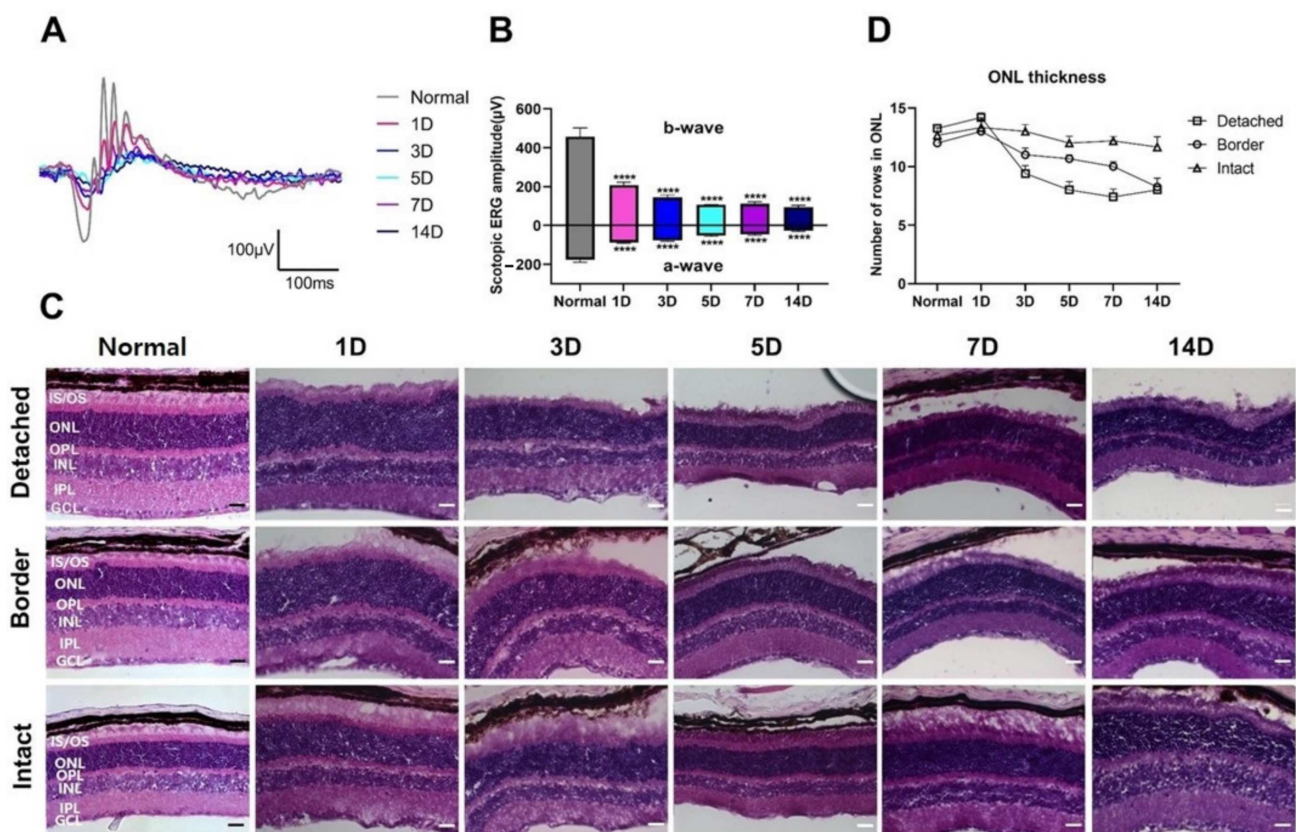 A
Normal
1D
3D
5D
7D
14D
100µV
100ms
B
Scotopic ERG amplitude(µV)
600
400
200
0
−200
b-wave
a-wave
****
****
****
****
****
****
****
****
****
****
Normal 1D 3D 5D 7D 14D
D
ONL thickness
Number of rows in ONL
15
10
5
0
Normal 1D 3D 5D 7D 14D
Detached
Border
Intact
C
Normal 1D 3D 5D 7D 14D
Detached
IS/OS
ONL
OPL
INL
IPL
GCL
Border
IS/OS
ONL
OPL
INL
IPL
GCL
Intact
IS/OS
ONL
OPL
INL
IPL
GCL